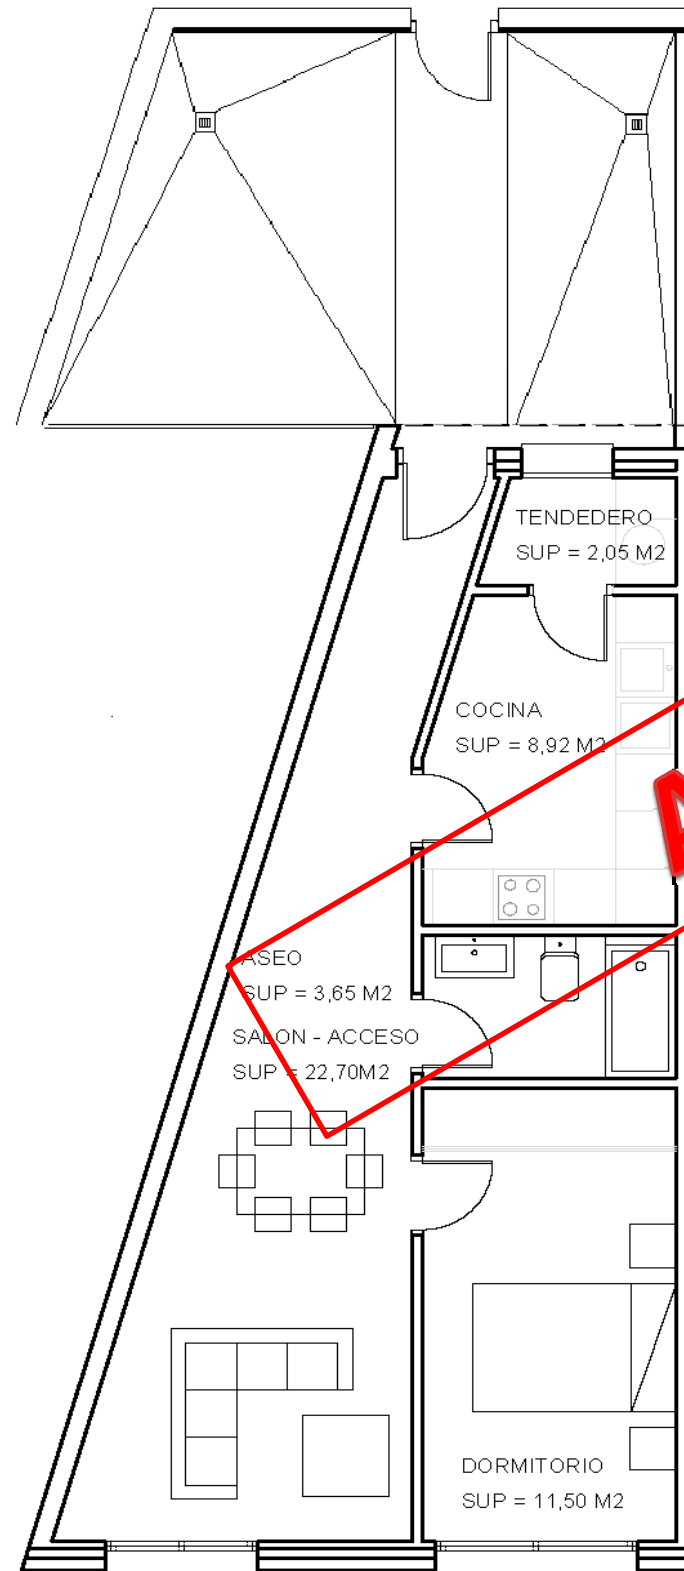 TENDEDERO
SUP = 2,05 M2
COCINA
SUP = 8,92 M2
A
ASEO
SUP = 3,65 M2
SALON - ACCESO
SUP = 22,70M2
DORMITORIO
SUP = 11,50 M2